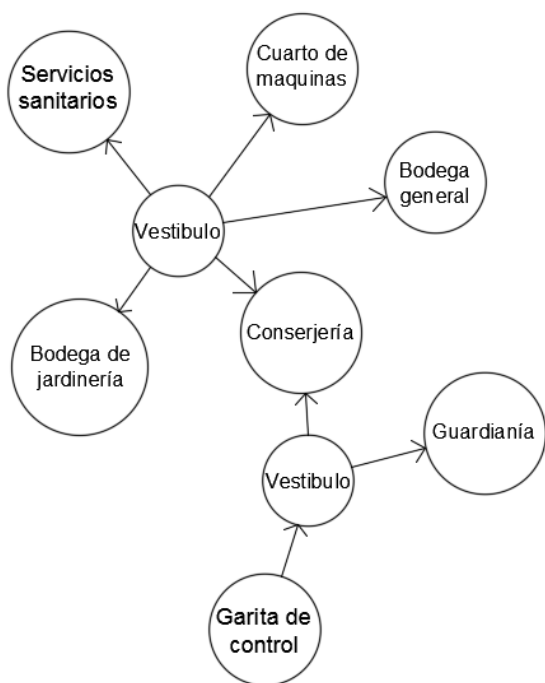 Servicios
sanitarios
Cuarto de
maquinas
Bodega
general
Vestibulo
Bodega de
jardinería
Conserjería
Guardianía
Vestibulo
Garita de
control